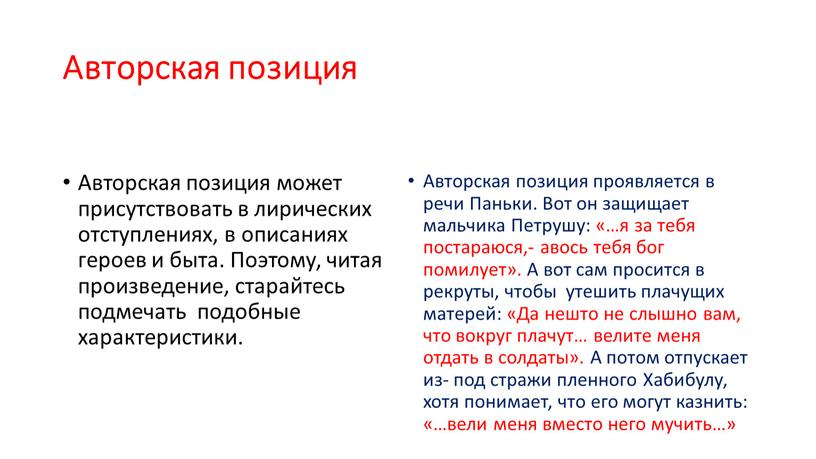 Авторская позиция
• Авторская позиция может
присутствовать в лирических
отступлениях, в описаниях
героев и быта. Поэтому, читая
произведение, старайтесь
подмечать  подобные
характеристики.
• Авторская позиция проявляется в
речи Паньки. Вот он защищает
мальчика Петрушу: «…я за тебя
постараюся,- авось тебя бог
помилует». А вот сам просится в
рекруты, чтобы  утешить плачущих
матерей: «Да нешто не слышно вам,
что вокруг плачут… велите меня
отдать в солдаты». А потом отпускает
из- под стражи пленного Хабибулу,
хотя понимает, что его могут казнить:
«…вели меня вместо него мучить…»